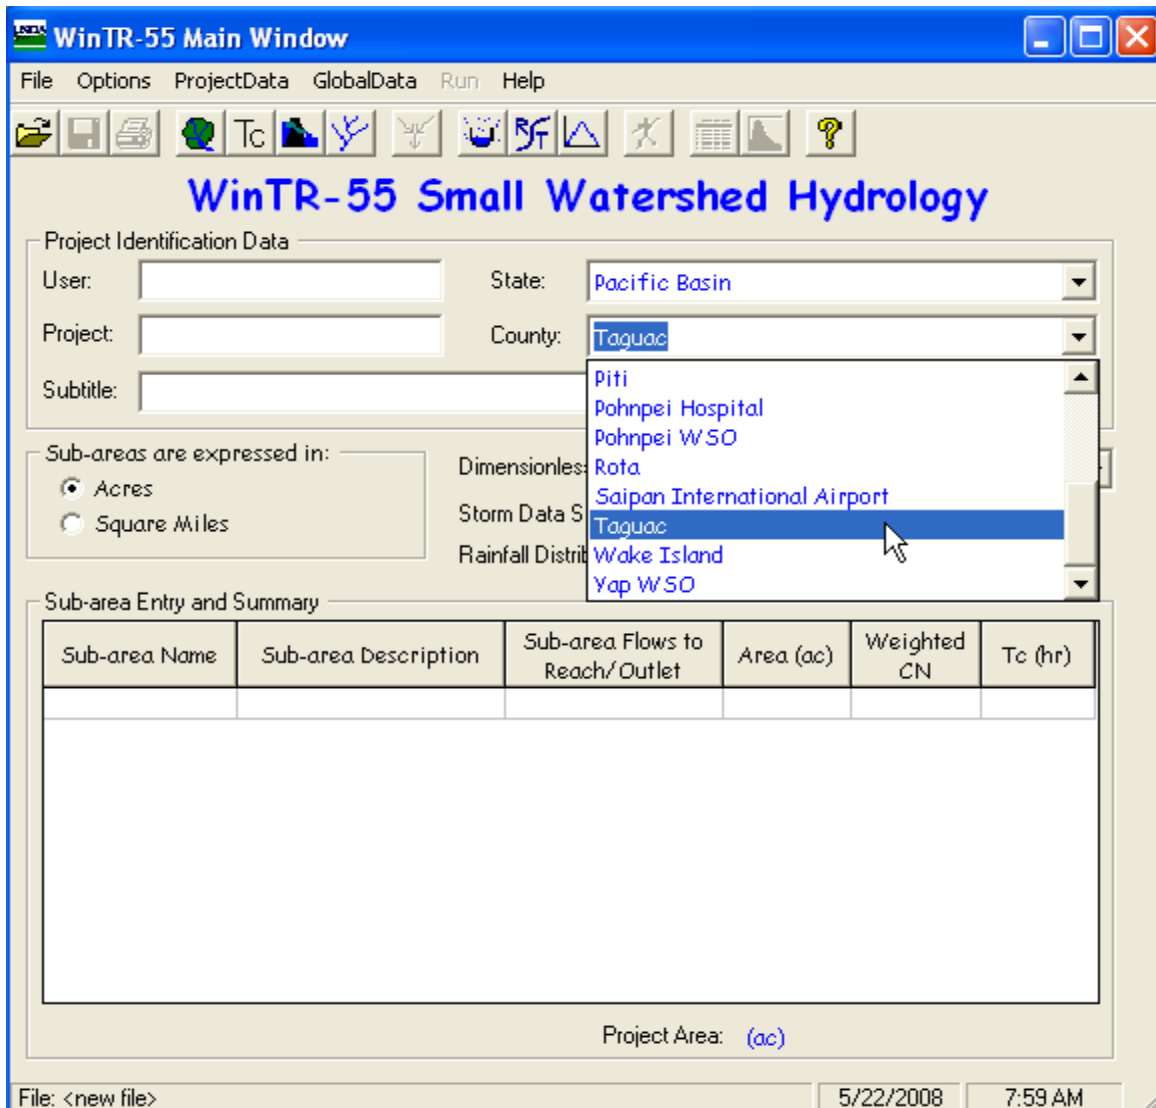 USDA WinTR-55 Main Window
File Options ProjectData GlobalData Run Help
Tc RF ?
WinTR-55 Small Watershed Hydrology
Project Identification Data
User: State: Pacific Basin
Project: County: Taguac
Subtitle:
Piti
Pohnpei Hospital
Pohnpei WSO
Rota
Saipan International Airport
Taguac
Wake Island
Yap WSO
Sub-areas are expressed in:
Acres
Square Miles
Storm Data S
Sub-area Entry and Summary
Sub-area Name Sub-area Description Sub-area Flows to Reach/Outlet Area (ac) Weighted CN Tc (hr)
Project Area: (ac)
File: <new file> 5/22/2008 7:59 AM